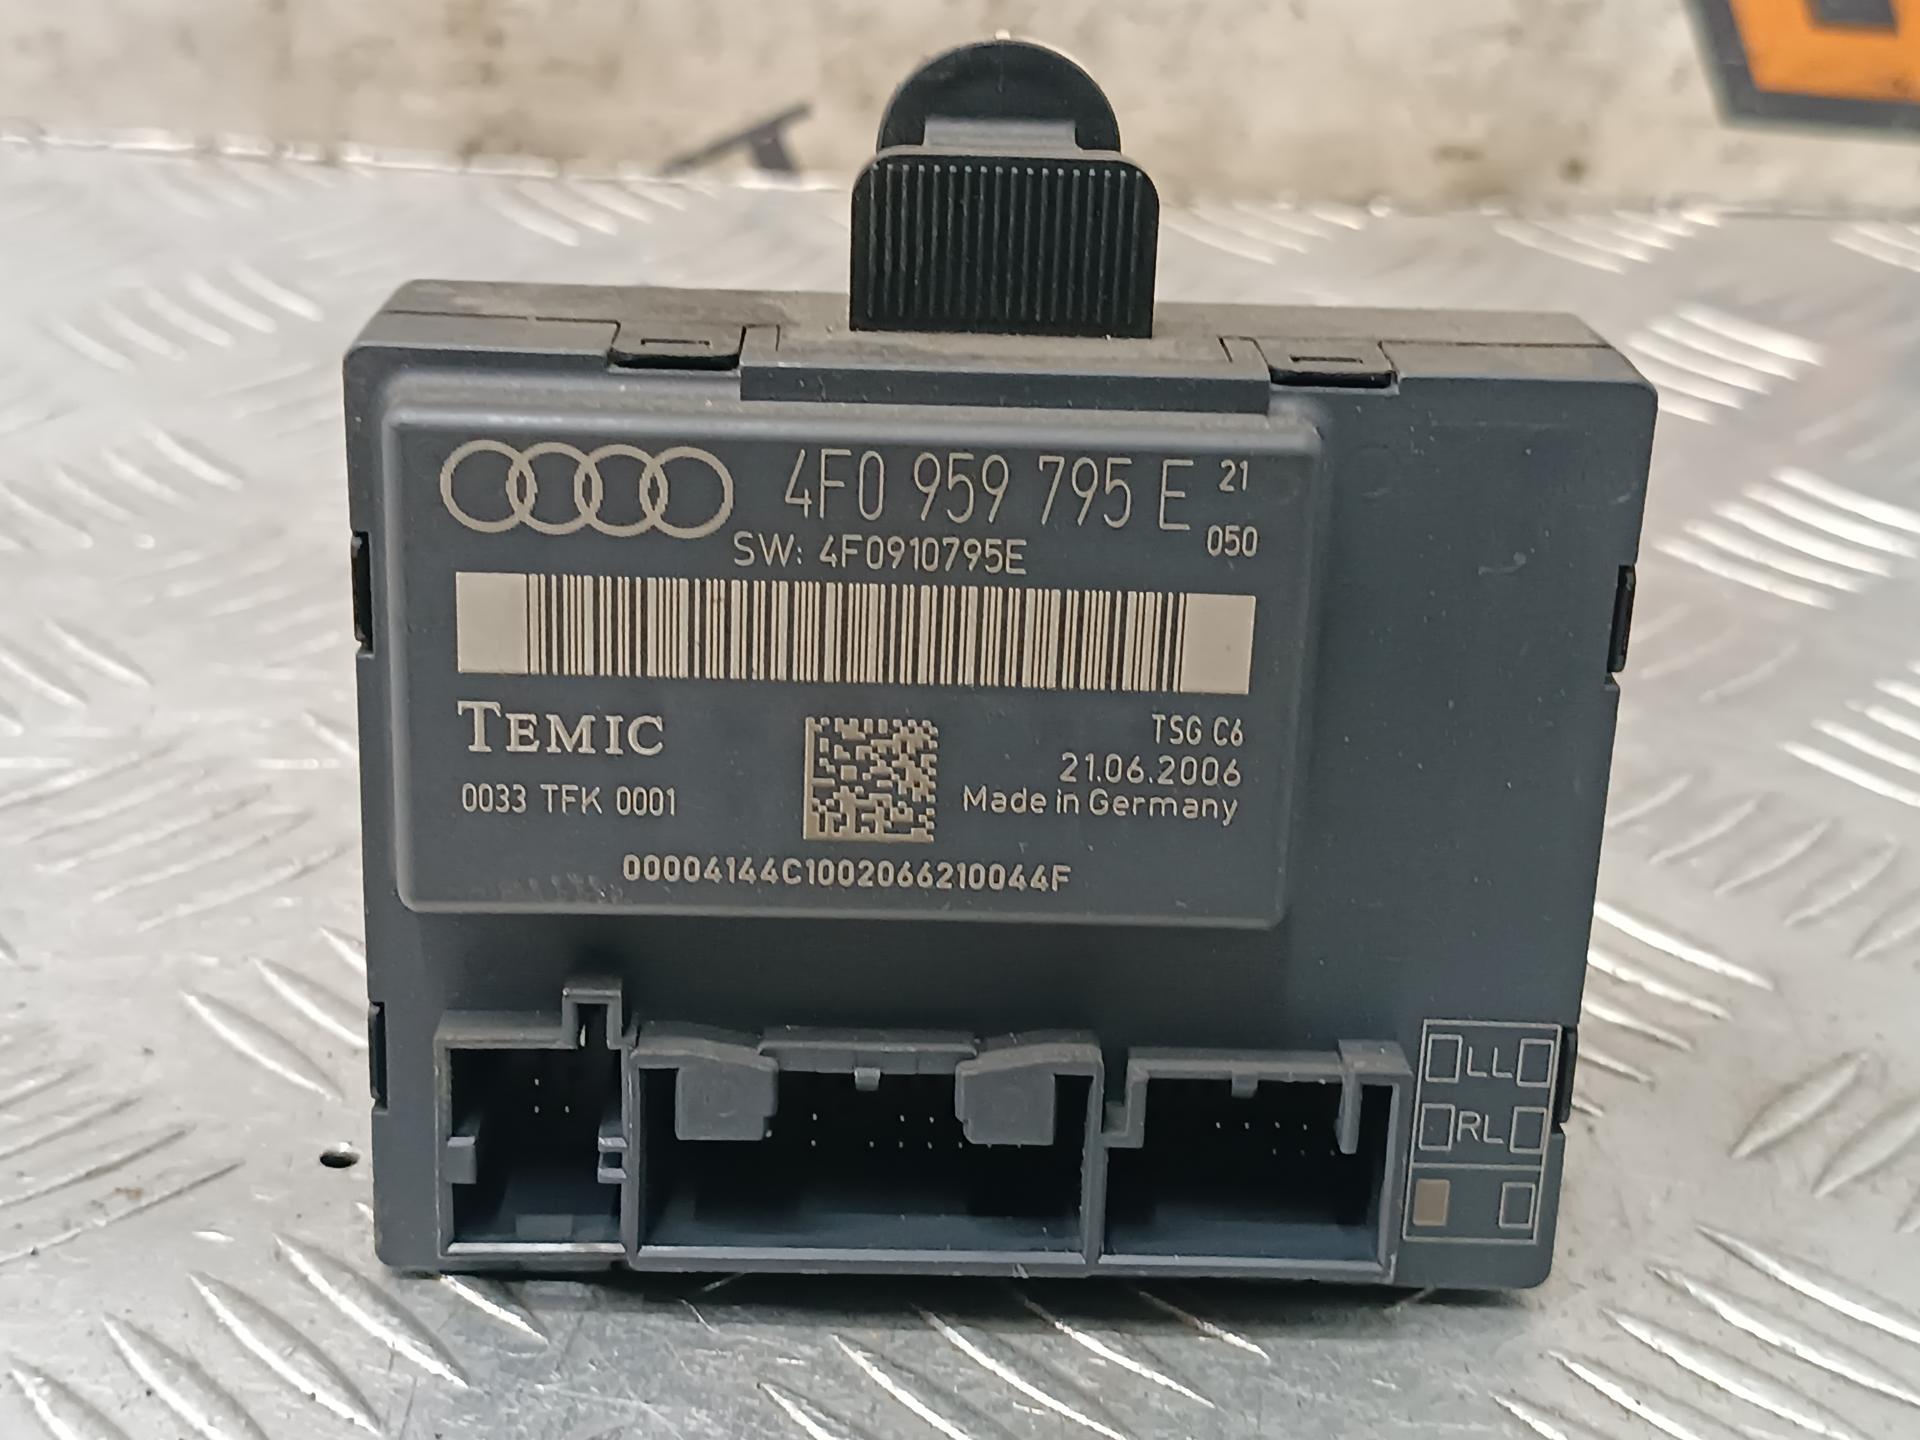 4F0 959 795 E 21
050
SW: 4F0910795E
TEMIC
0033 TFK 0001
TSG C6
21.06.2006
Made in Germany
00004144C1002066210044F
LL
RL